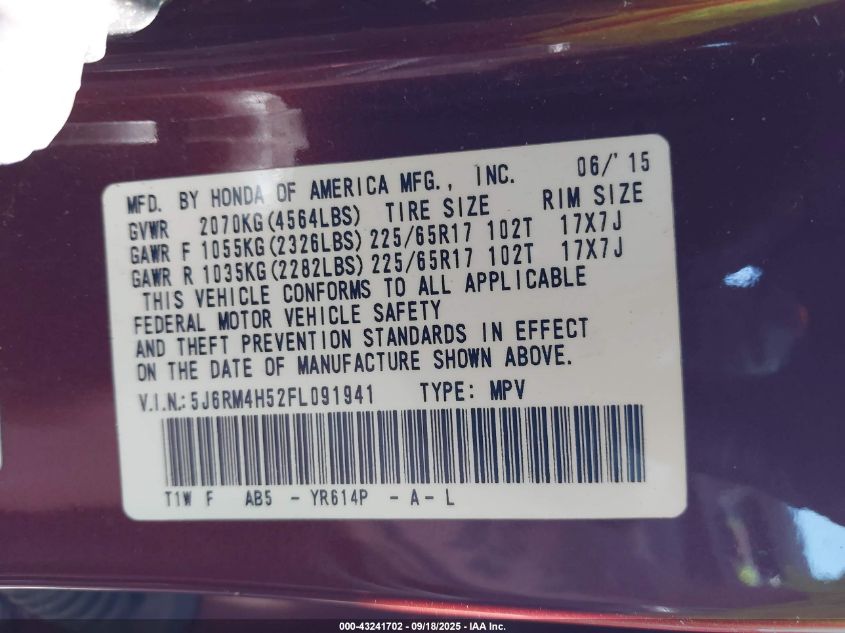 MFD. BY HONDA OF AMERICA MFG., INC. 06/'15
GVWR 2070KG(4564LBS) TIRE SIZE RIM SIZE
GAWR F 1055KG(2326LBS) 225/65R17 102T 17X7J
GAWR R 1035KG(2282LBS) 225/65R17 102T 17X7J
THIS VEHICLE CONFORMS TO ALL APPLICABLE
FEDERAL MOTOR VEHICLE SAFETY
AND THEFT PREVENTION STANDARDS IN EFFECT
ON THE DATE OF MANUFACTURE SHOWN ABOVE.
V.I.N.: 5J6RM4H52FL091941 TYPE: MPV
T1W F AB5 - YR614P - A - L
000-43241702 - 09/18/2025 - IAA Inc.